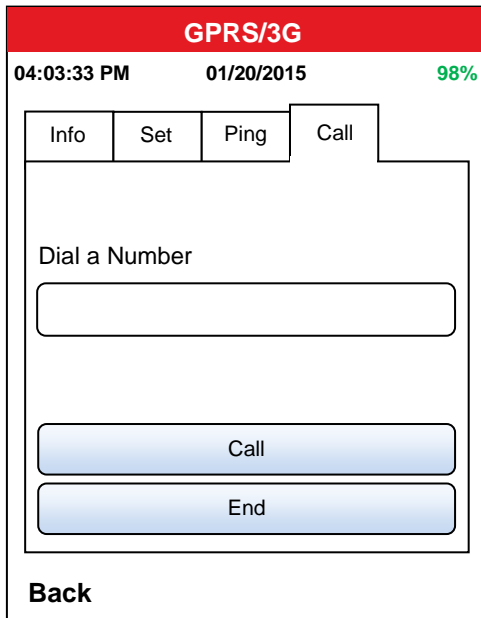 GPRS/3G
04:03:33 PM 01/20/2015 98%
Info Set Ping Call
Dial a Number
Call
End
Back